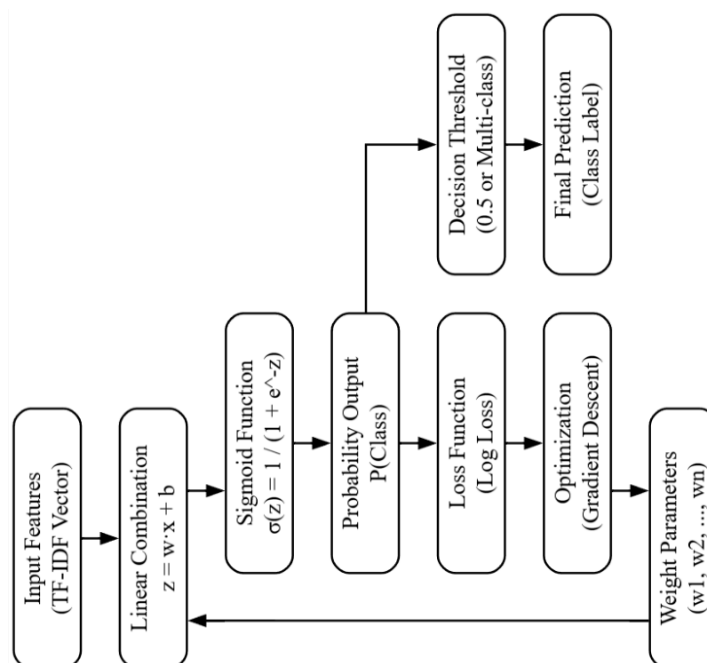 Input Features
(TF-IDF Vector)
Linear Combination
z = w·x + b
Sigmoid Function
σ(z) = 1 / (1 + e^-z)
Probability Output
P(Class)
Decision Threshold
(0.5 or Multi-class)
Final Prediction
(Class Label)
Loss Function
(Log Loss)
Optimization
(Gradient Descent)
Weight Parameters
(w1, w2, ..., wn)